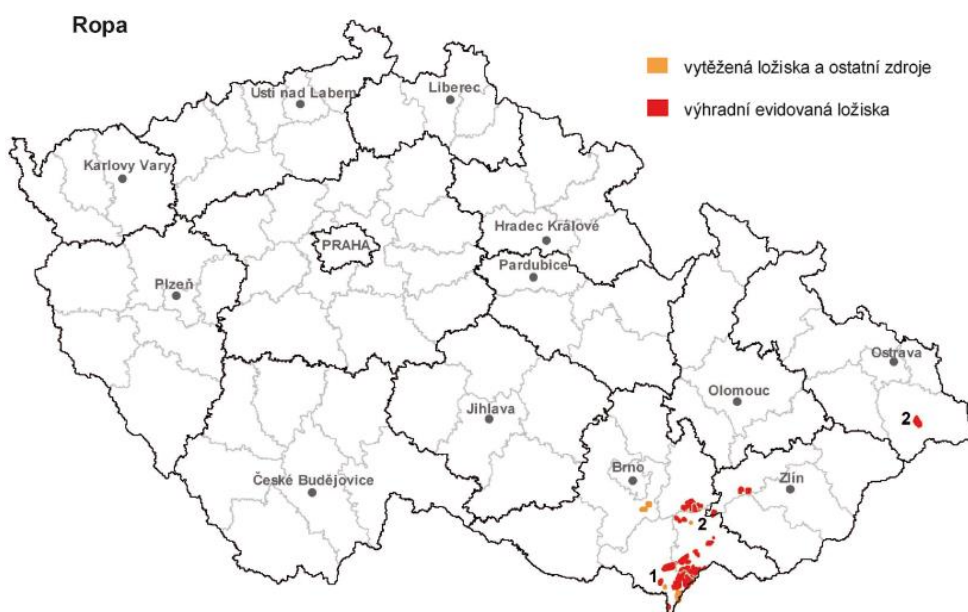 Ropa
vytěžená ložiska a ostatní zdroje
výhradní evidovaná ložiska
Usti nad Labem
Liberec
Karlovy Vary
Hradec Králové
PRAHA
Pardubice
Plzeň
Ostrava
Olomouc
Jihlava
2
Brno
Zlín
České Budějovice
2
1